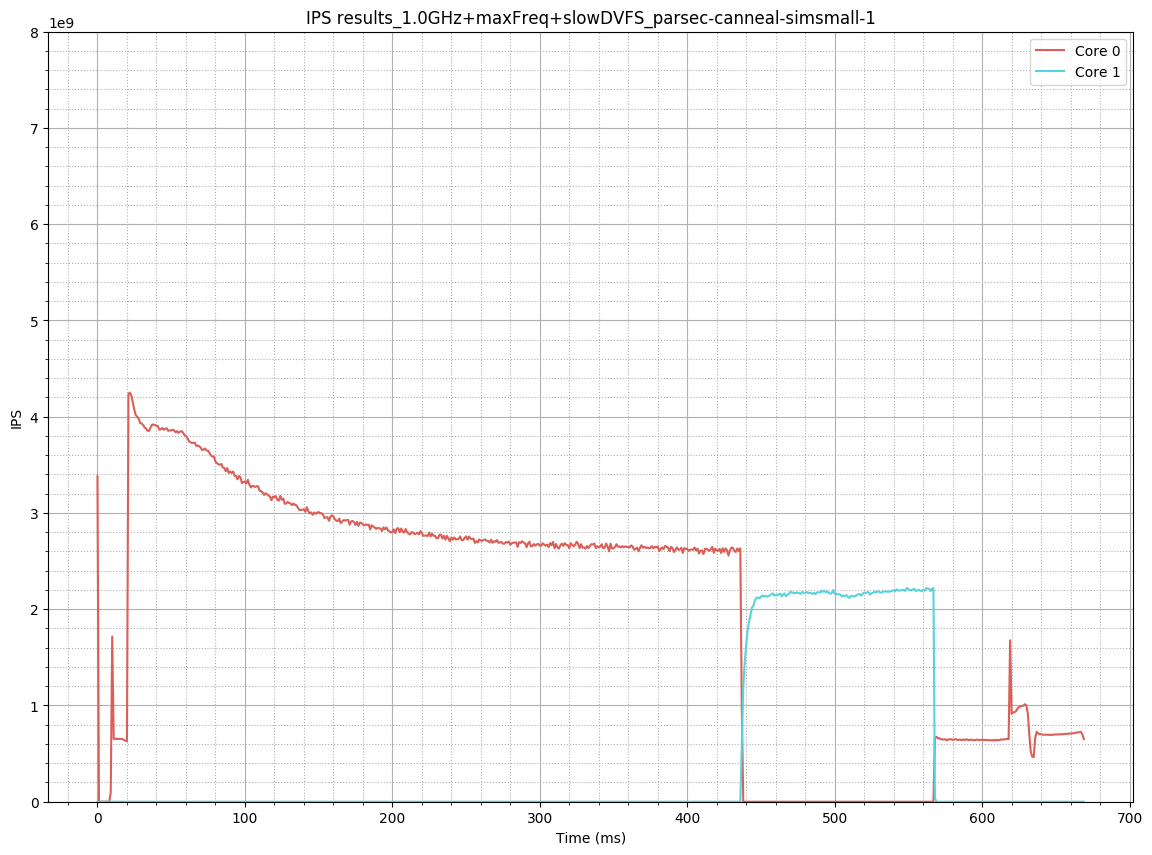 IPS results_1.0GHz+maxFreq+slowDVFS_parsec-canneal-simsmall-1
1e9
Core 0
Core 1
8
7
6
5
4
3
2
1
0
IPS
0 100 200 300 400 500 600 700
Time (ms)